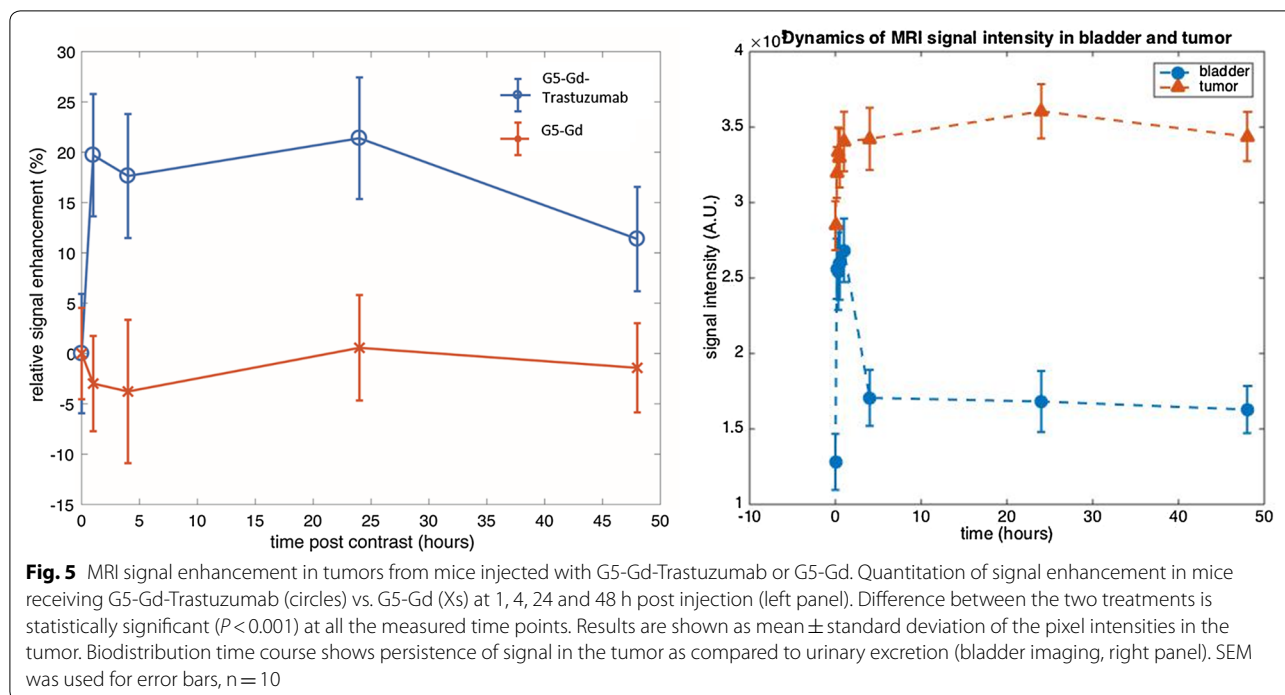 30
25
20
15
10
5
0
-5
-10
-15
relative signal enhancement (%)
G5-Gd-
Trastuzumab
G5-Gd
0 5 10 15 20 25 30 35 40 45 50
time post contrast (hours)
Dynamics of MRI signal intensity in bladder and tumor
4 ×10
3.5
3
2.5
2
1.5
1
signal intensity (A.U.)
bladder
tumor
-10 0 10 20 30 40 50
time (hours)
Fig. 5 MRI signal enhancement in tumors from mice injected with G5-Gd-Trastuzumab or G5-Gd. Quantitation of signal enhancement in mice
receiving G5-Gd-Trastuzumab (circles) vs. G5-Gd (Xs) at 1, 4, 24 and 48 h post injection (left panel). Difference between the two treatments is
statistically significant (P < 0.001) at all the measured time points. Results are shown as mean ± standard deviation of the pixel intensities in the
tumor. Biodistribution time course shows persistence of signal in the tumor as compared to urinary excretion (bladder imaging, right panel). SEM
was used for error bars, n = 10